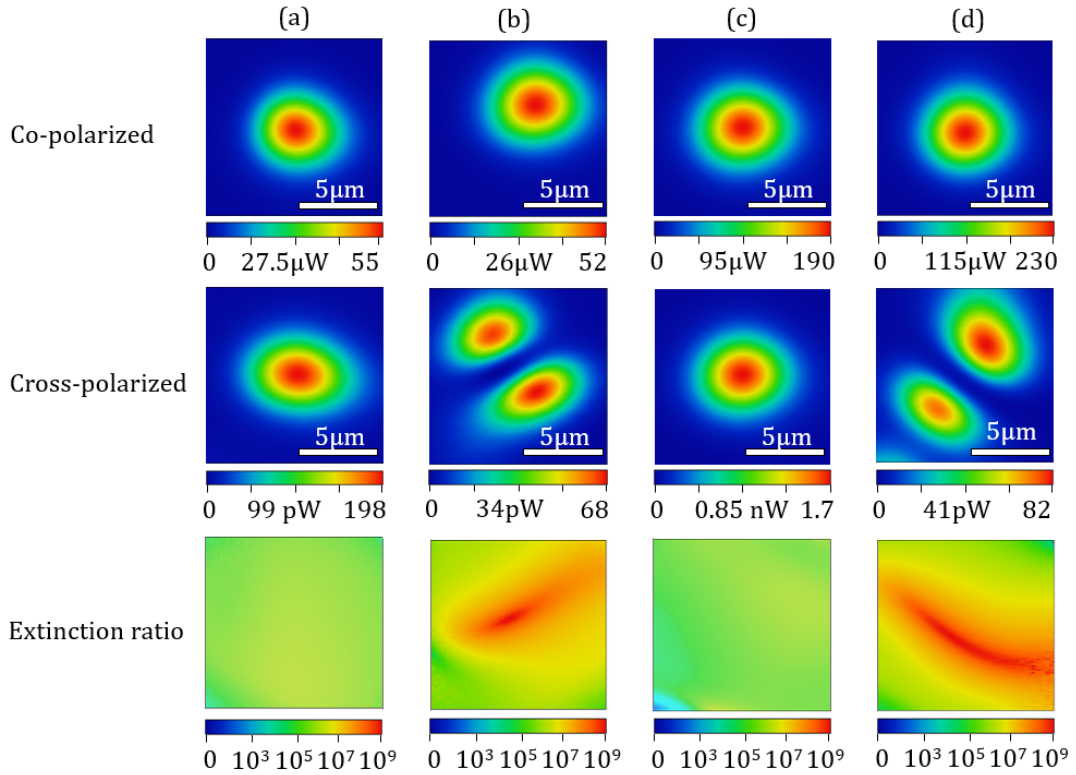 (a) (b) (c) (d)
Co-polarized
5μm 5μm 5μm 5μm
0 27.5μW 55 0 26μW 52 0 95μW 190 0 115μW 230
Cross-polarized
5μm 5μm 5μm 5μm
0 99 pW 198 0 34pW 68 0 0.85 nW 1.7 0 41pW 82
Extinction ratio
0 10³ 10⁵ 10⁷ 10⁹ 0 10³ 10⁵ 10⁷ 10⁹ 0 10³ 10⁵ 10⁷ 10⁹ 0 10³ 10⁵ 10⁷ 10⁹